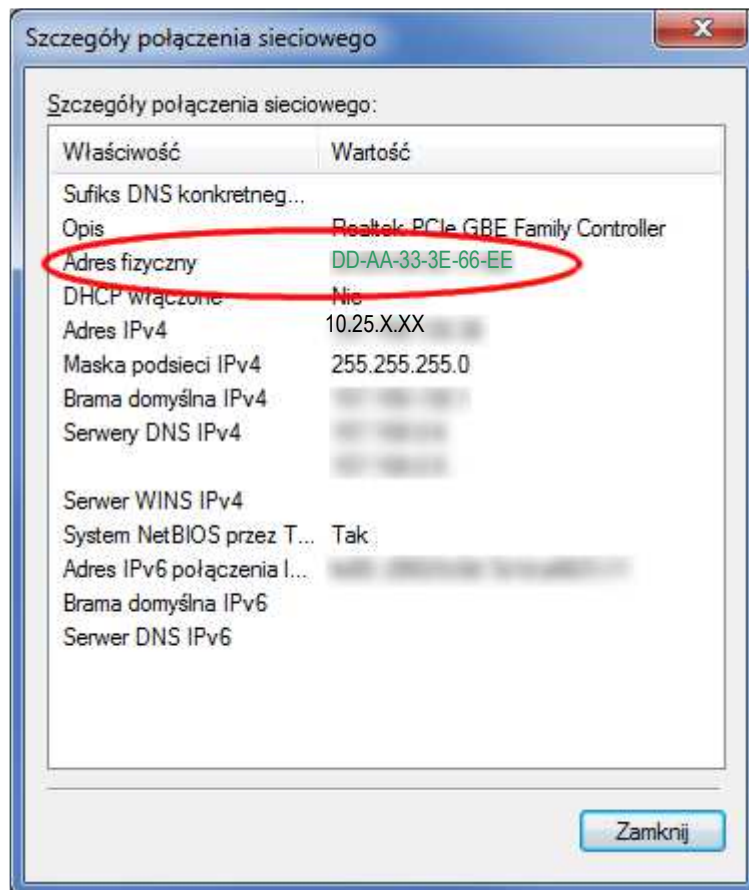 Szczegóły połączenia sieciowego
Szczegóły połączenia sieciowego:
Właściwość Wartość
Sufiks DNS konkretneg...
Opis Realtek PCIe GBE Family Controller
Adres fizyczny DD-AA-33-3E-66-EE
DHCP włączone Nie
Adres IPv4 10.25.X.XX
Maska podsieci IPv4 255.255.255.0
Brama domyślna IPv4
Serwery DNS IPv4
Serwer WINS IPv4
System NetBIOS przez T... Tak
Adres IPv6 połączenia l...
Brama domyślna IPv6
Serwer DNS IPv6
Zamknij